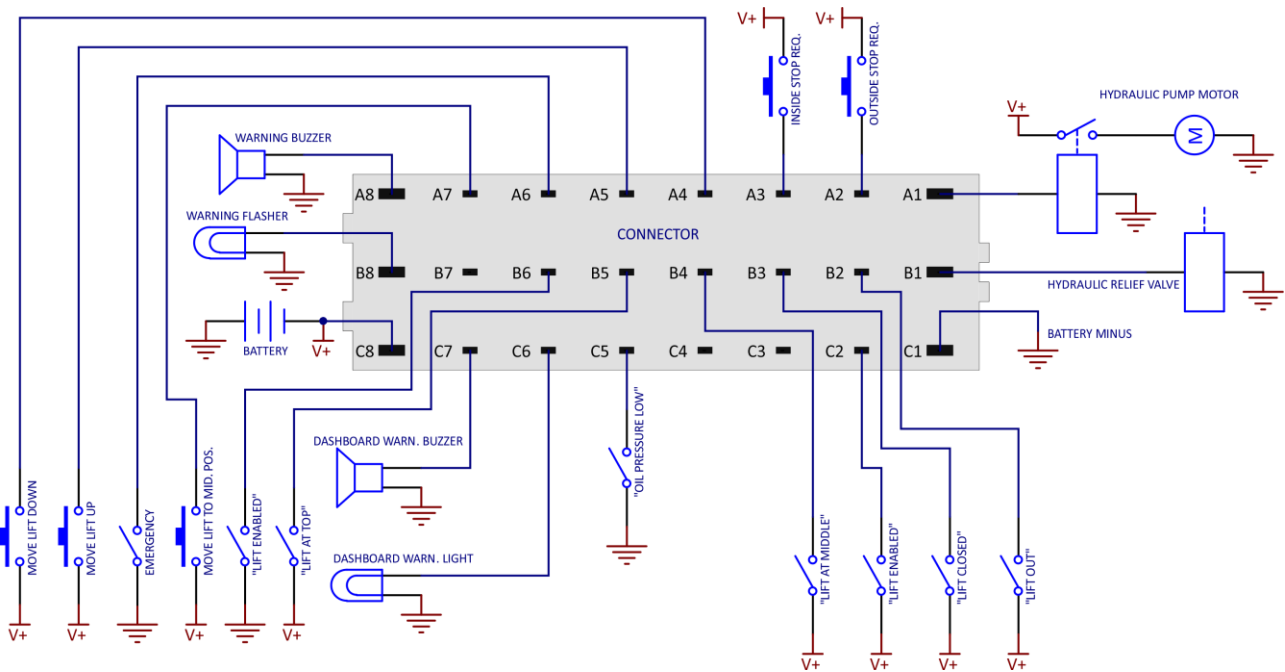 V+
V+
INSIDE STOP REQ.
OUTSIDE STOP REQ.
HYDRAULIC PUMP MOTOR
V+
M
WARNING BUZZER
A8 A7 A6 A5 A4 A3 A2 A1
WARNING FLASHER
CONNECTOR
B8 B7 B6 B5 B4 B3 B2 B1
HYDRAULIC RELIEF VALVE
BATTERY MINUS
BATTERY
V+
C8 C7 C6 C5 C4 C3 C2 C1
DASHBOARD WARN. BUZZER
"OIL PRESSURE LOW"
MOVE LIFT DOWN
MOVE LIFT UP
EMERGENCY
MOVE LIFT TO MID. POS.
"LIFT ENABLED"
"LIFT AT TOP"
DASHBOARD WARN. LIGHT
"LIFT AT MIDDLE"
"LIFT ENABLED"
"LIFT CLOSED"
"LIFT OUT"
V+
V+
V+
V+
V+
V+
V+
V+